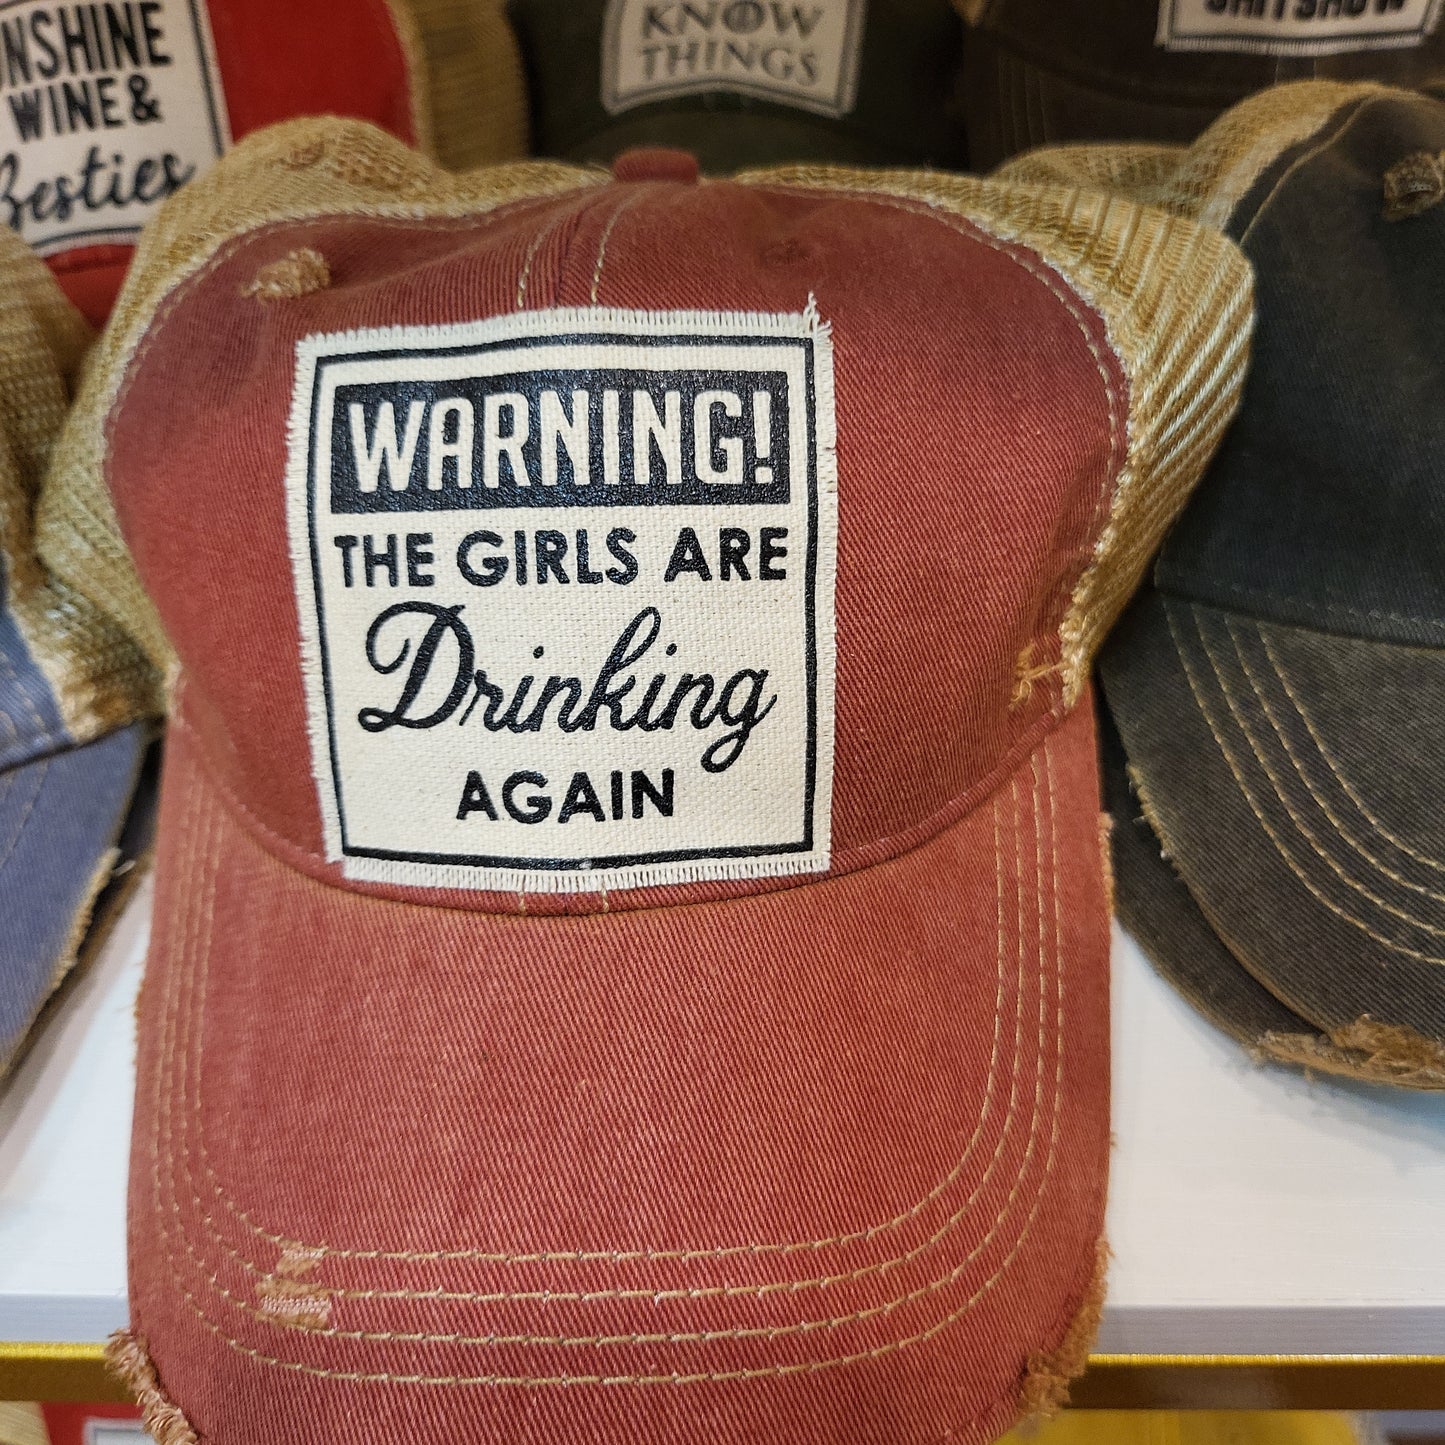 WINE &
Besties
KNOW
THINGS
WARNING!
THE GIRLS ARE
Drinking
AGAIN